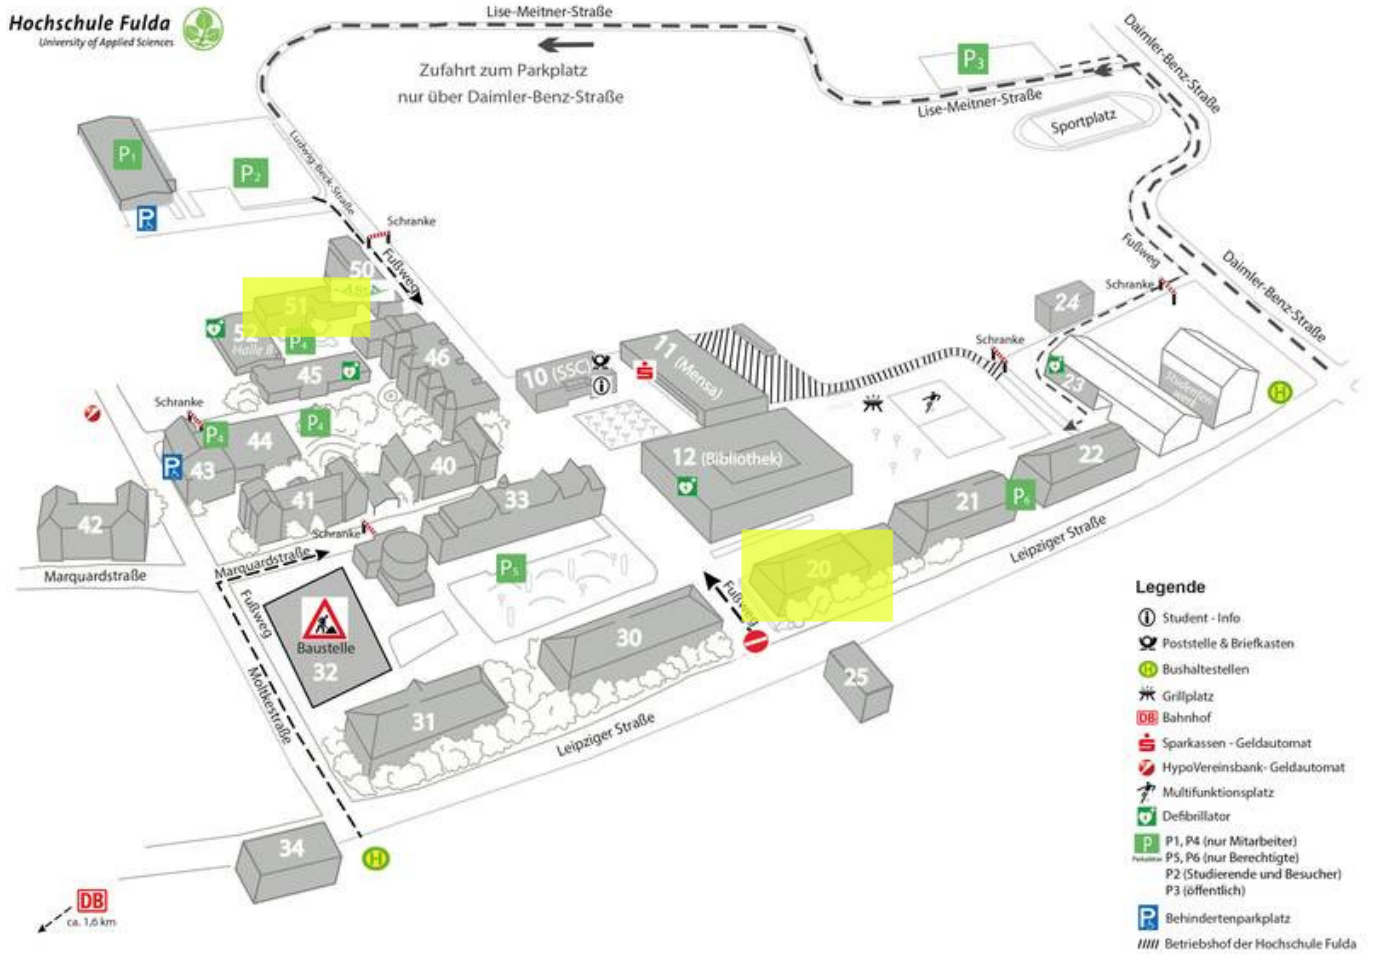 Hochschule Fulda
University of Applied Sciences
Lise-Meitner-Straße
Zufahrt zum Parkplatz
nur über Daimler-Benz-Straße
P3
Lise-Meitner-Straße
Daimler-Benz-Straße
Sportplatz
P1
P2
Ludwig-Beck-Straße
P
Schranke
Fußweg
50
51
52
Halle 8
P4
45
46
10 (SSC)
11 (Mensa)
Fußweg
Daimler-Benz-Straße
Schranke
24
Schranke
23
H
Schranke
P4
P4
44
43
P
40
41
42
33
12 (Bibliothek)
22
21
P6
20
Schranke
Marquardstraße
Marquardstraße
P5
Leipziger Straße
Fußweg
Fußweg
Baustelle
32
30
25
31
Moltkestraße
Leipziger Straße
34
H
DB
ca. 1,6 km
Legende
Student - Info
Poststelle & Briefkasten
H Bushaltestellen
Grillplatz
DB Bahnhof
Sparkassen - Geldautomat
HypoVereinsbank- Geldautomat
Multifunktionsplatz
Defibrillator
P P1, P4 (nur Mitarbeiter)
Parkplätze P5, P6 (nur Berechtigte)
P2 (Studierende und Besucher)
P3 (öffentlich)
P Behindertenparkplatz
Betriebshof der Hochschule Fulda